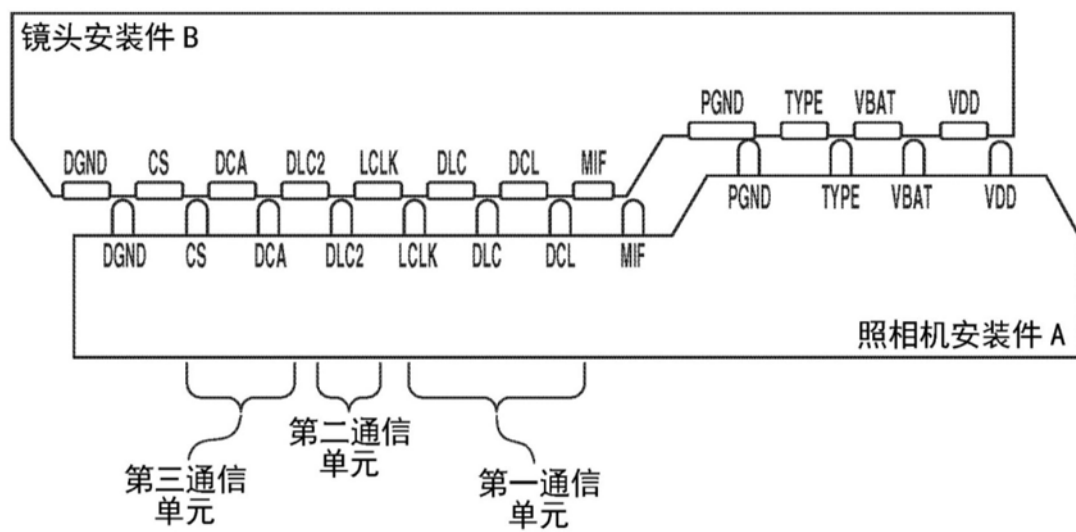 镜头安装件 B
PGND TYPE VBAT VDD
DGND CS DCA DLC2 LCLK DLC DCL MIF
PGND TYPE VBAT VDD
DGND CS DCA DLC2 LCLK DLC DCL MIF
照相机安装件 A
第三通信
单元
第二通信
单元
第一通信
单元